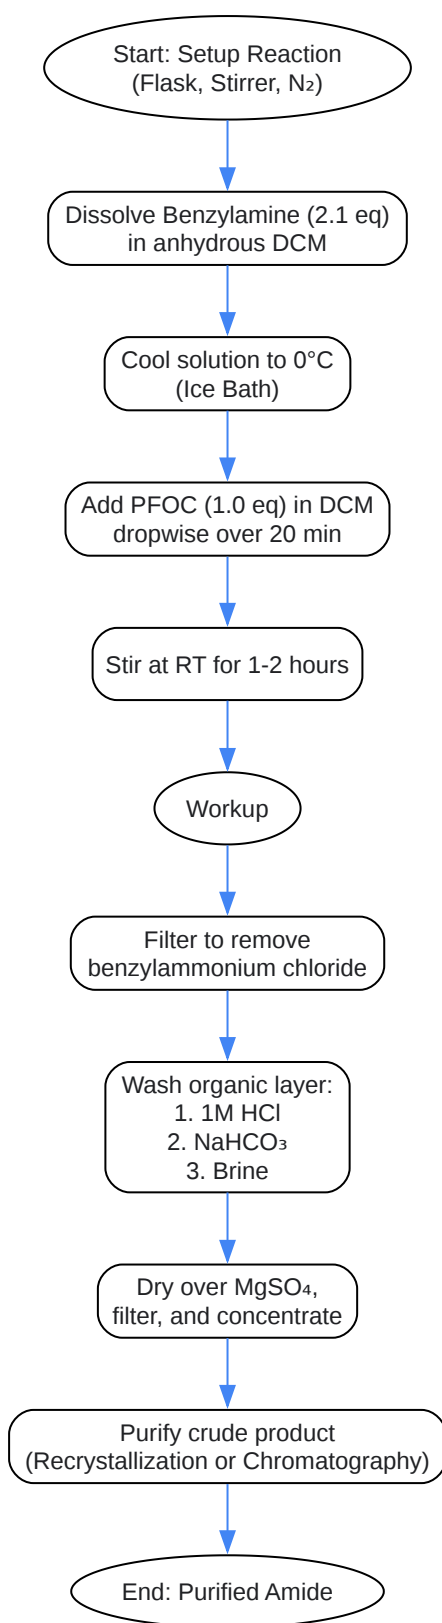 Start: Setup Reaction
(Flask, Stirrer, N₂)
Dissolve Benzylamine (2.1 eq)
in anhydrous DCM
Cool solution to 0°C
(Ice Bath)
Add PFOC (1.0 eq) in DCM
dropwise over 20 min
Stir at RT for 1-2 hours
Workup
Filter to remove
benzylammonium chloride
Wash organic layer:
1. 1M HCl
2. NaHCO₃
3. Brine
Dry over MgSO₄,
filter, and concentrate
Purify crude product
(Recrystallization or Chromatography)
End: Purified Amide